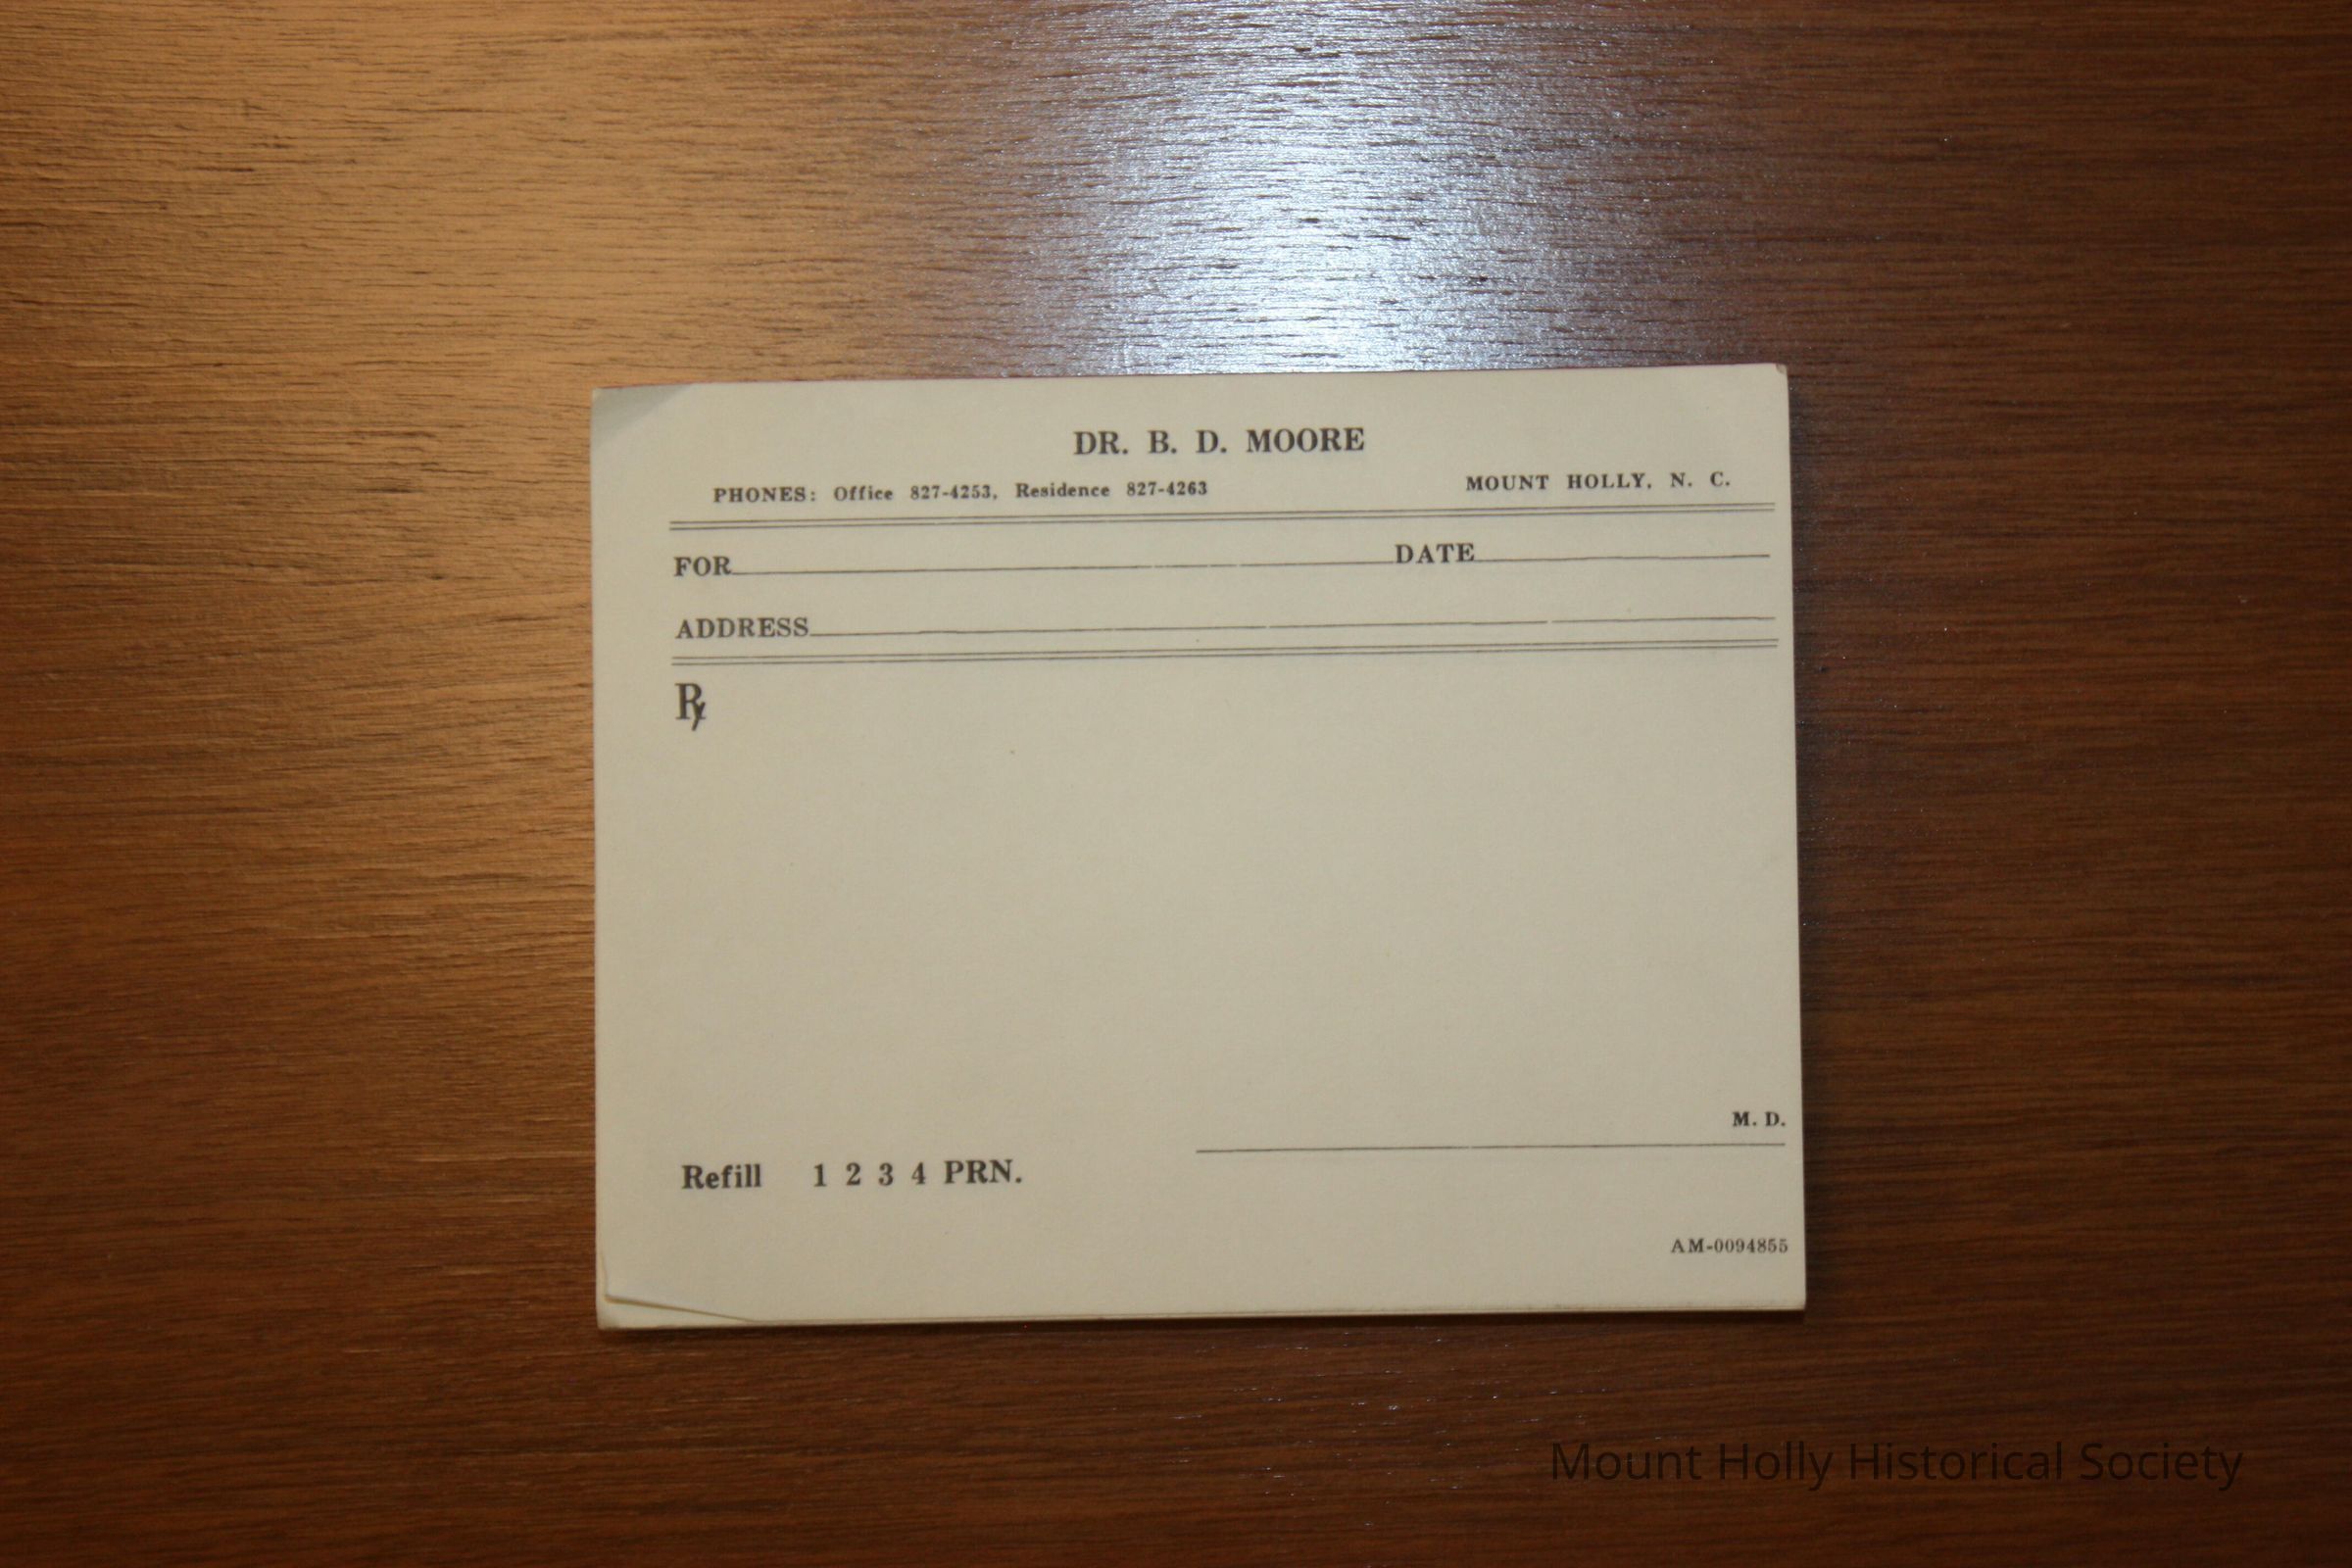 DR. B. D. MOORE
PHONES: Office 827-4253, Residence 827-4263 MOUNT HOLLY, N. C.
FOR DATE
ADDRESS
℞
M. D.
Refill 1 2 3 4 PRN.
AM-0094855
Mount Holly Historical Society